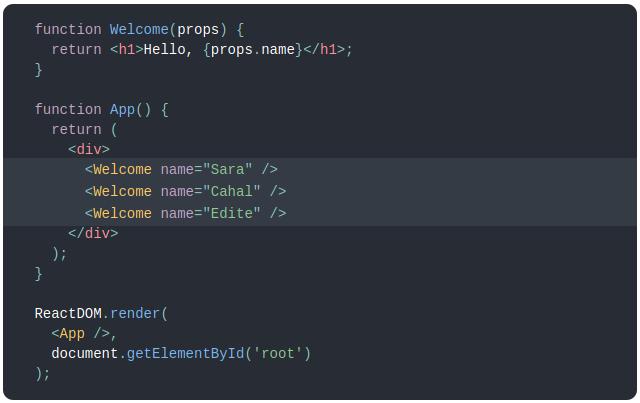 function Welcome(props) {
  return <h1>Hello, {props.name}</h1>;
}

function App() {
  return (
    <div>
      <Welcome name="Sara" />
      <Welcome name="Cahal" />
      <Welcome name="Edite" />
    </div>
  );
}

ReactDOM.render(
  <App />,
  document.getElementById('root')
);